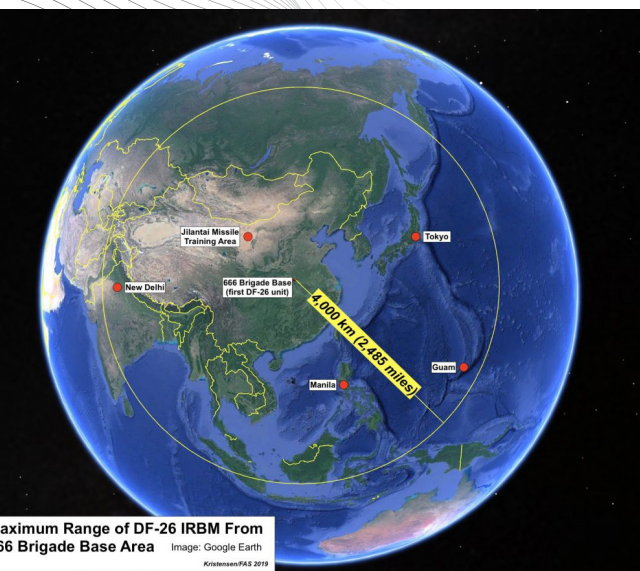 Jilantai Missile
Training Area
Tokyo
New Delhi
666 Brigade Base
(first DF-26 unit)
4,000 km (2,485 miles)
Guam
Manila
aximum Range of DF-26 IRBM From
66 Brigade Base Area Image: Google Earth
Kristensen/FAS 2019